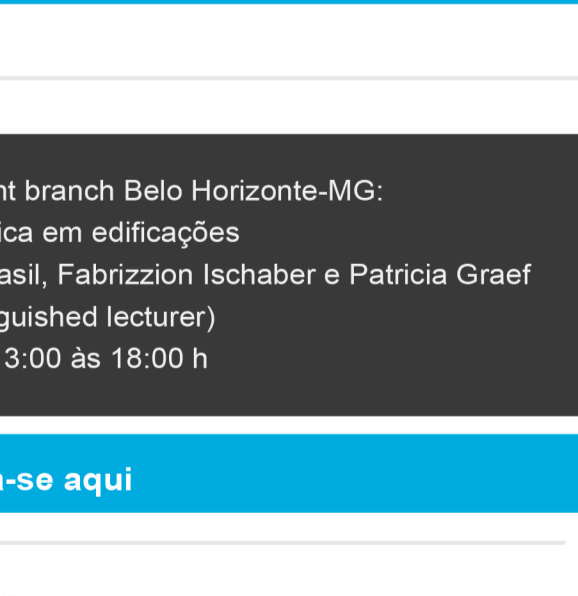 nt branch Belo Horizonte-MG:
ica em edificações
asil, Fabrizzion Ischaber e Patricia Graef
guished lecturer)
3:00 às 18:00 h
a-se aqui